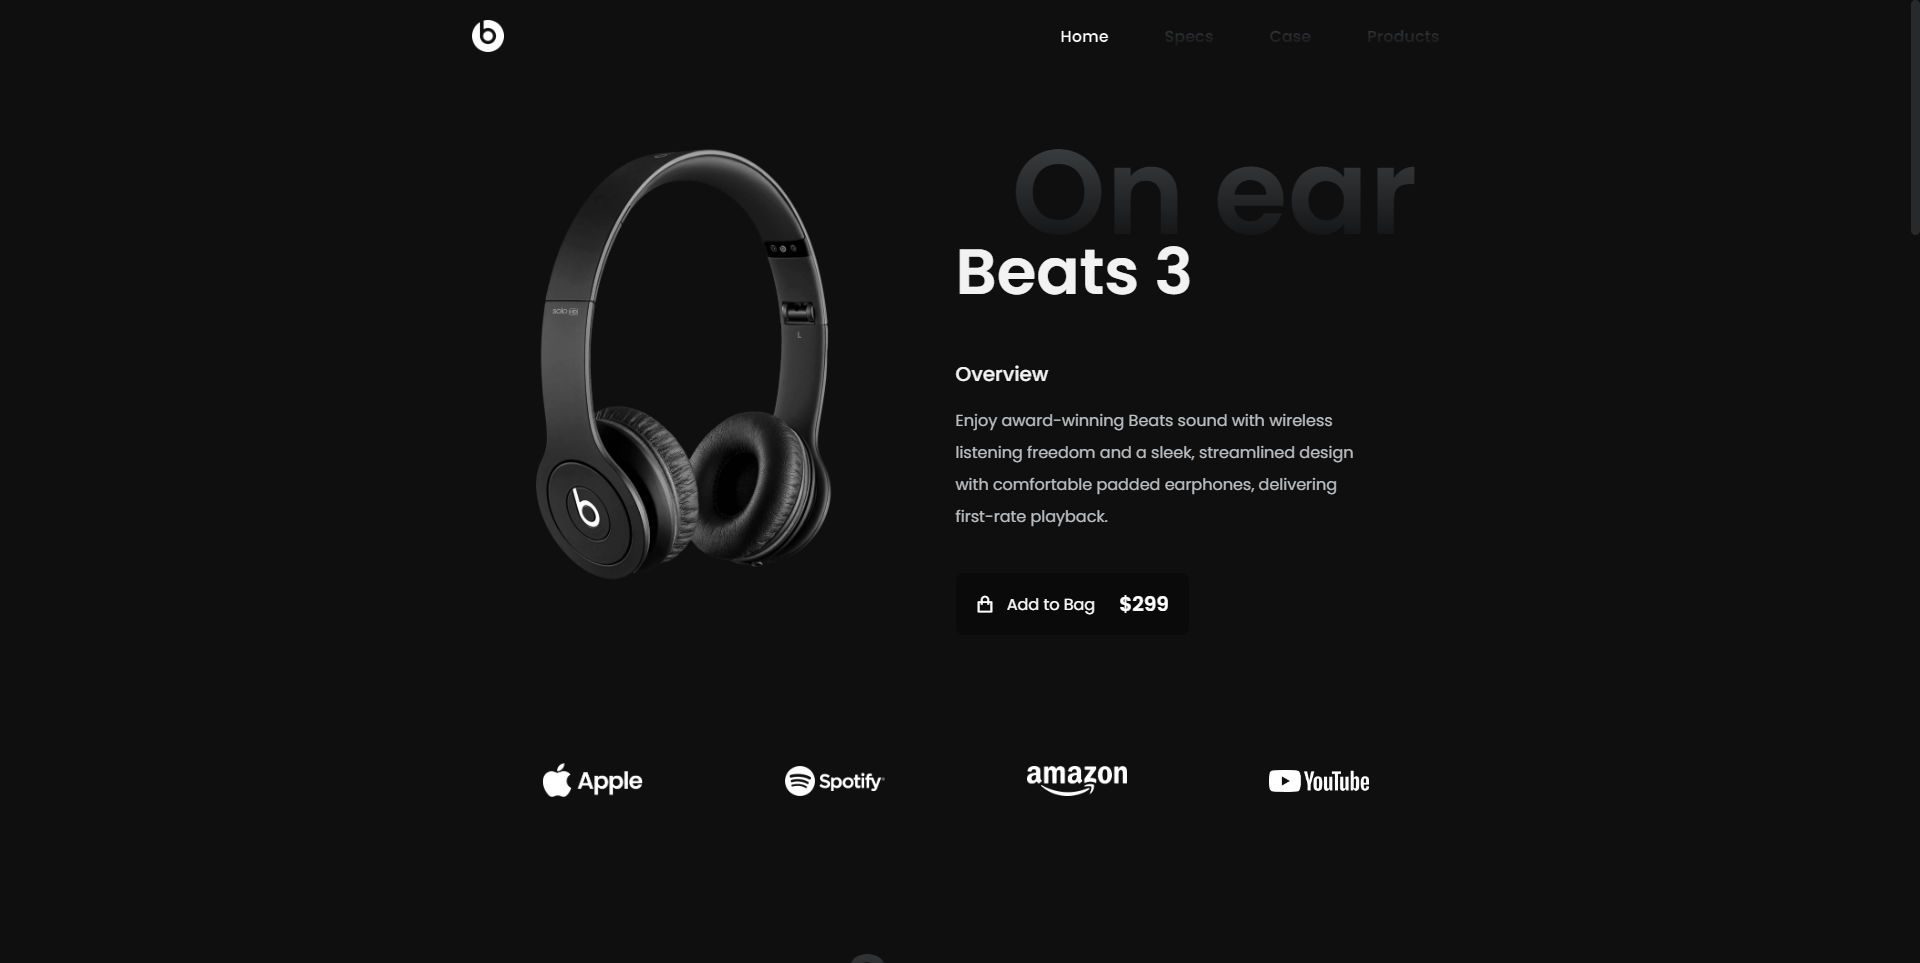 Home Specs Case Products
On ear
Beats 3
solo HD
L
Overview
Enjoy award-winning Beats sound with wireless
listening freedom and a sleek, streamlined design
with comfortable padded earphones, delivering
first-rate playback.
Add to Bag $299
Apple Spotify amazon YouTube